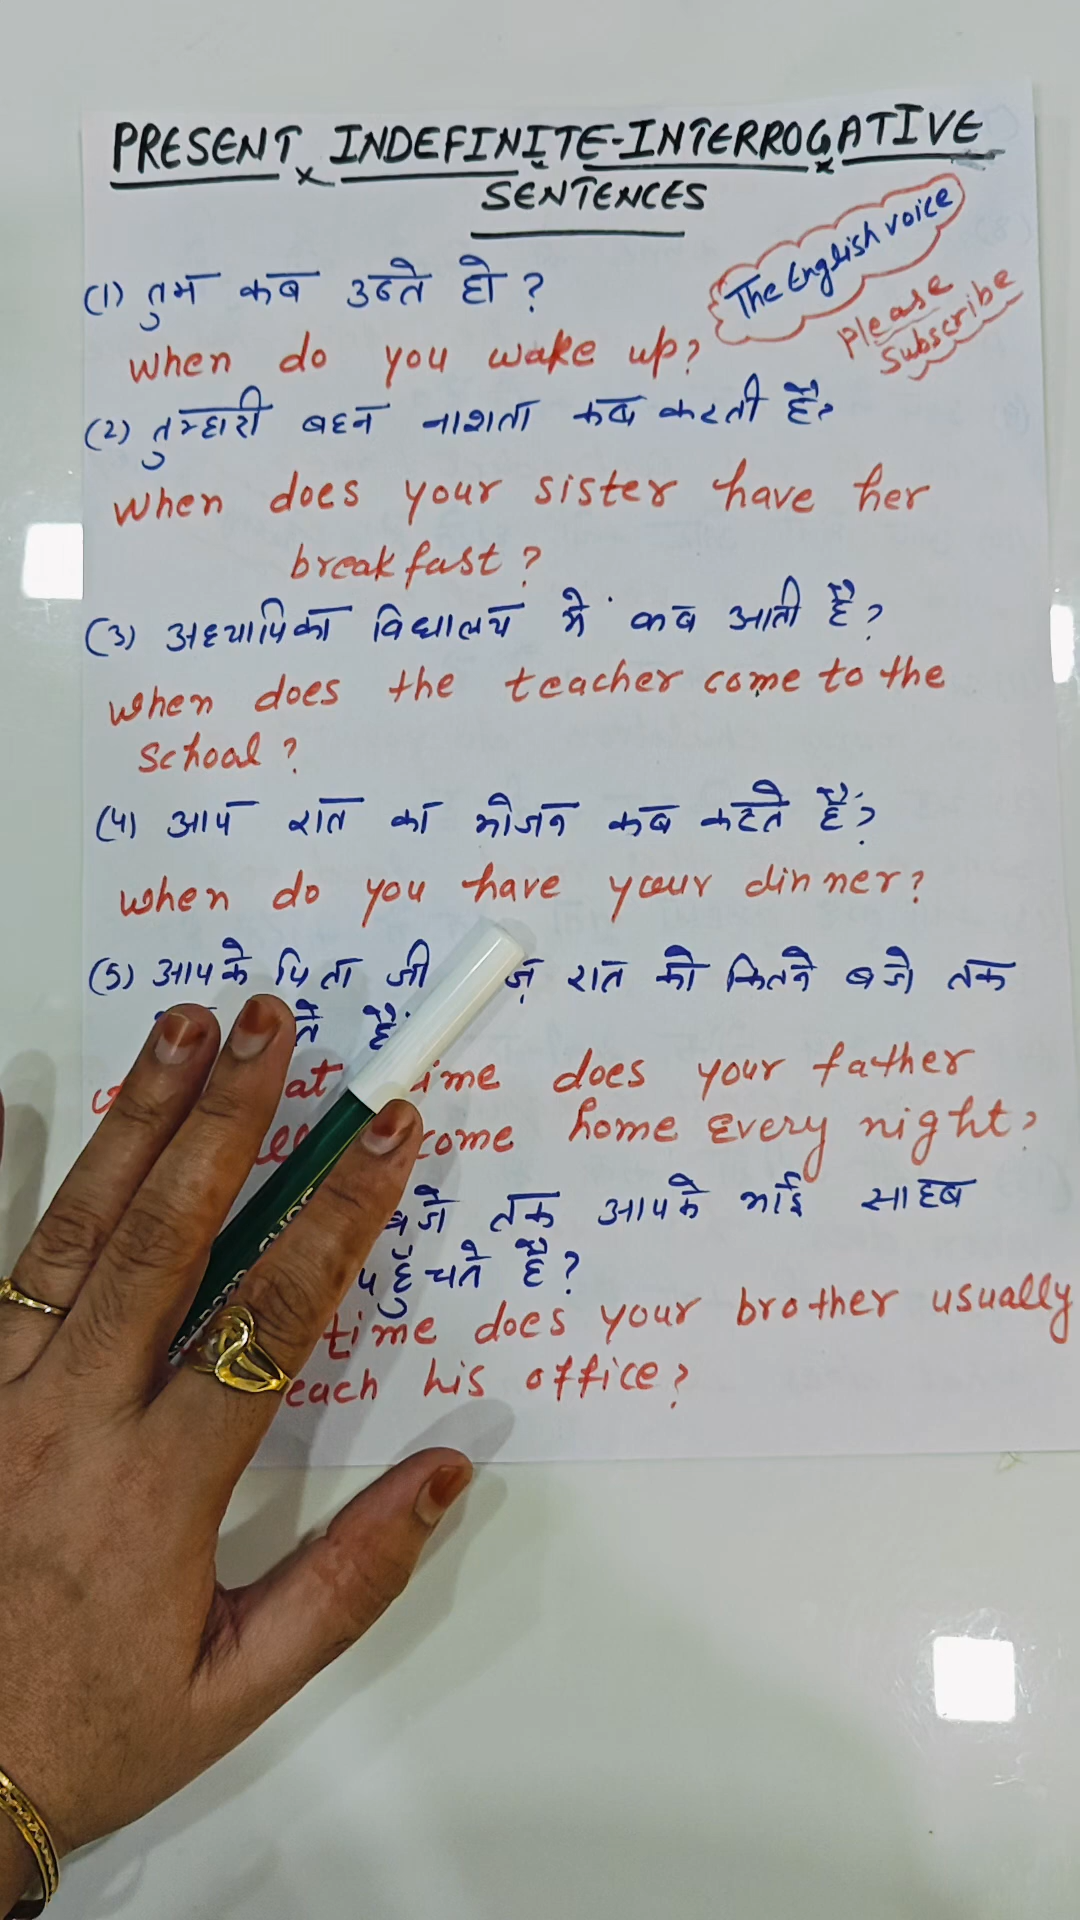 PRESENT INDEFINITE-INTERROGATIVE
SENTENCES
The English voice
Please
Subscribe
(1) तुम कब उठते हो ?
When do you wake up?
(2) तुम्हारी बहन नाशता कब करती है?
When does your sister have her
breakfast ?
(3) अध्यापिका विद्यालय में कब आती है ?
When does the teacher come to the
School ?
(4) आप रात का भोजन कब करते हैं ?
When do you have your dinner?
(5) आपके पिता जी रात को कितने बजे तक
हैं
does your father
come home every night?
बजे तक आपके भाई साहब
पहुँचते हैं ?
time does your brother usually
his office?